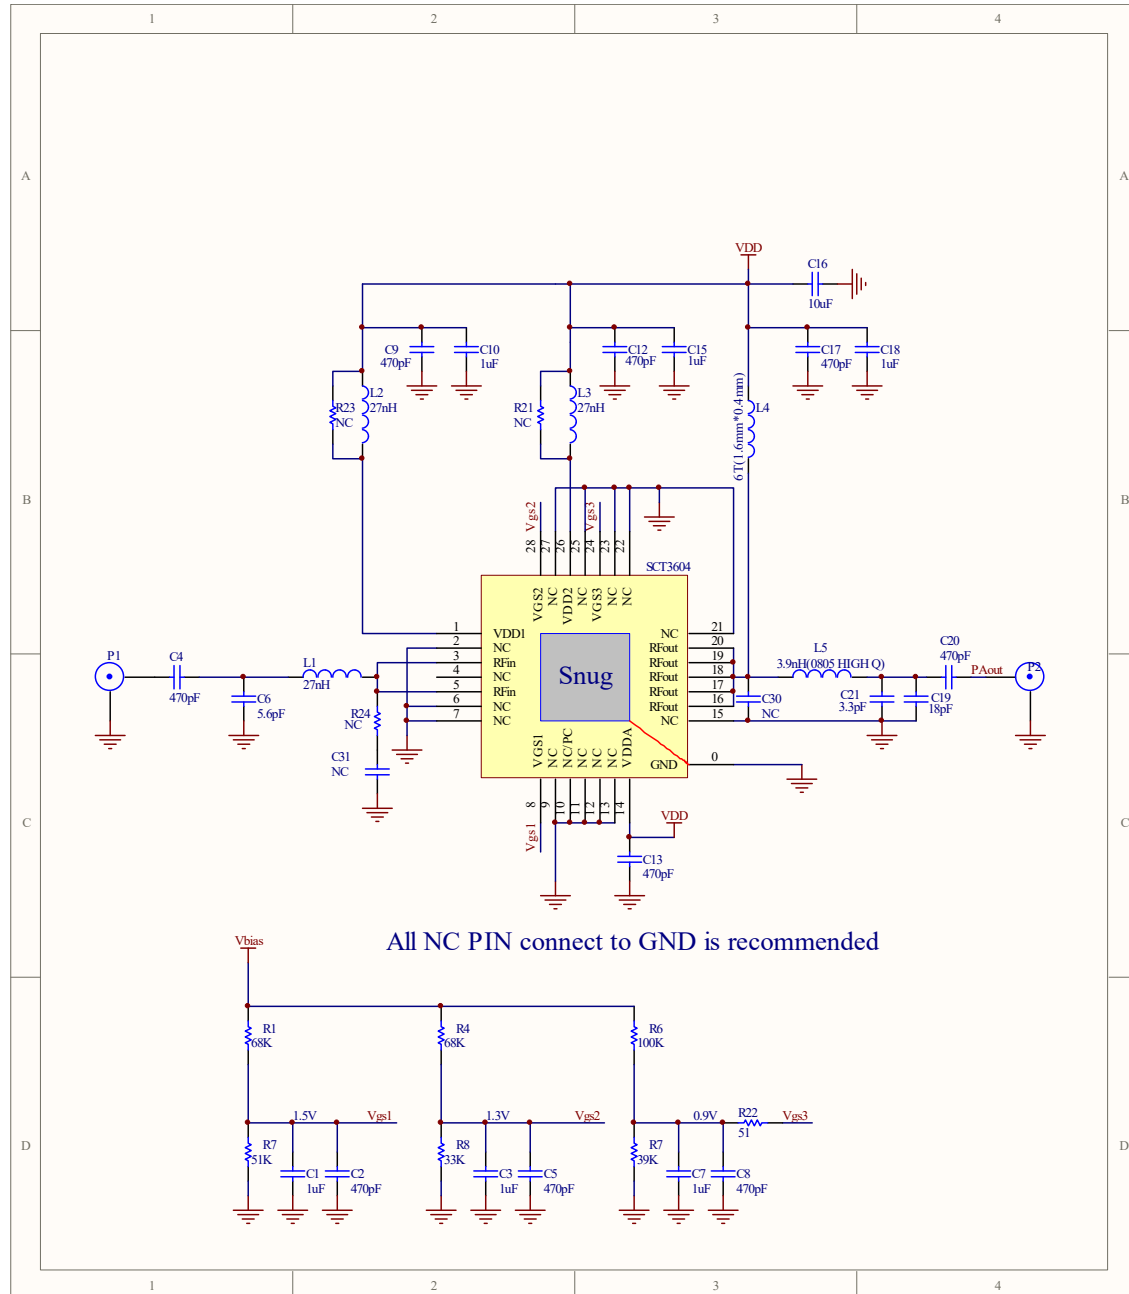 1 2 3 4
A A
VDD
C16
10uF
C9
470pF
C10
1uF
C12
470pF
C15
1uF
C17
470pF
C18
1uF
R23
NC
L2
27nH
R21
NC
L3
27nH
6T(1.6mm*0.4mm)
L4
B B
Vgs2
Vgs3
28
27
26
25
24
23
22
SCT3604
VGS2
NC
VDD2
NC
VGS3
NC
NC
1 VDD1
2 NC
3 RFin
4 NC
5 RFin
6 NC
7 NC
NC 21
RFout 20
RFout 19
RFout 18
RFout 17
RFout 16
NC 15
GND 0
Snug
P1
C4
470pF
C6
5.6pF
L1
27nH
R24
NC
C31
NC
L5
3.9nH(0805 HIGH Q)
C30
NC
C21
3.3pF
C19
18pF
C20
470pF
PAout
P2
VGS1
NC
NC/PC
NC
NC
NC
VDDA
8
9
10
11
12
13
14
Vgs1
VDD
C13
470pF
C C
All NC PIN connect to GND is recommended
Vbias
R1
68K
R4
68K
R6
100K
1.5V Vgs1
1.3V Vgs2
0.9V
R22
51
Vgs3
R7
51K
C1
1uF
C2
470pF
R8
33K
C3
1uF
C5
470pF
R7
39K
C7
1uF
C8
470pF
D D
1 2 3 4